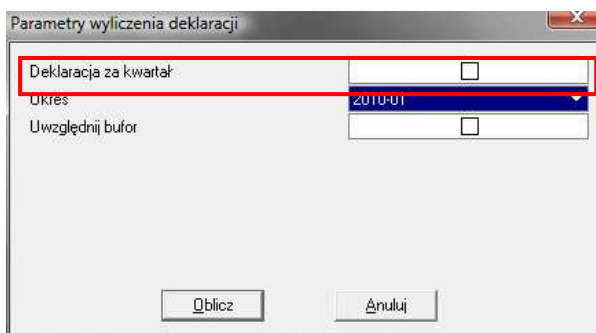 Parametry wyliczenia deklaracji
Deklaracja za kwartał
Okres 2010-01
Uwzględnij bufor
Oblicz Anuluj